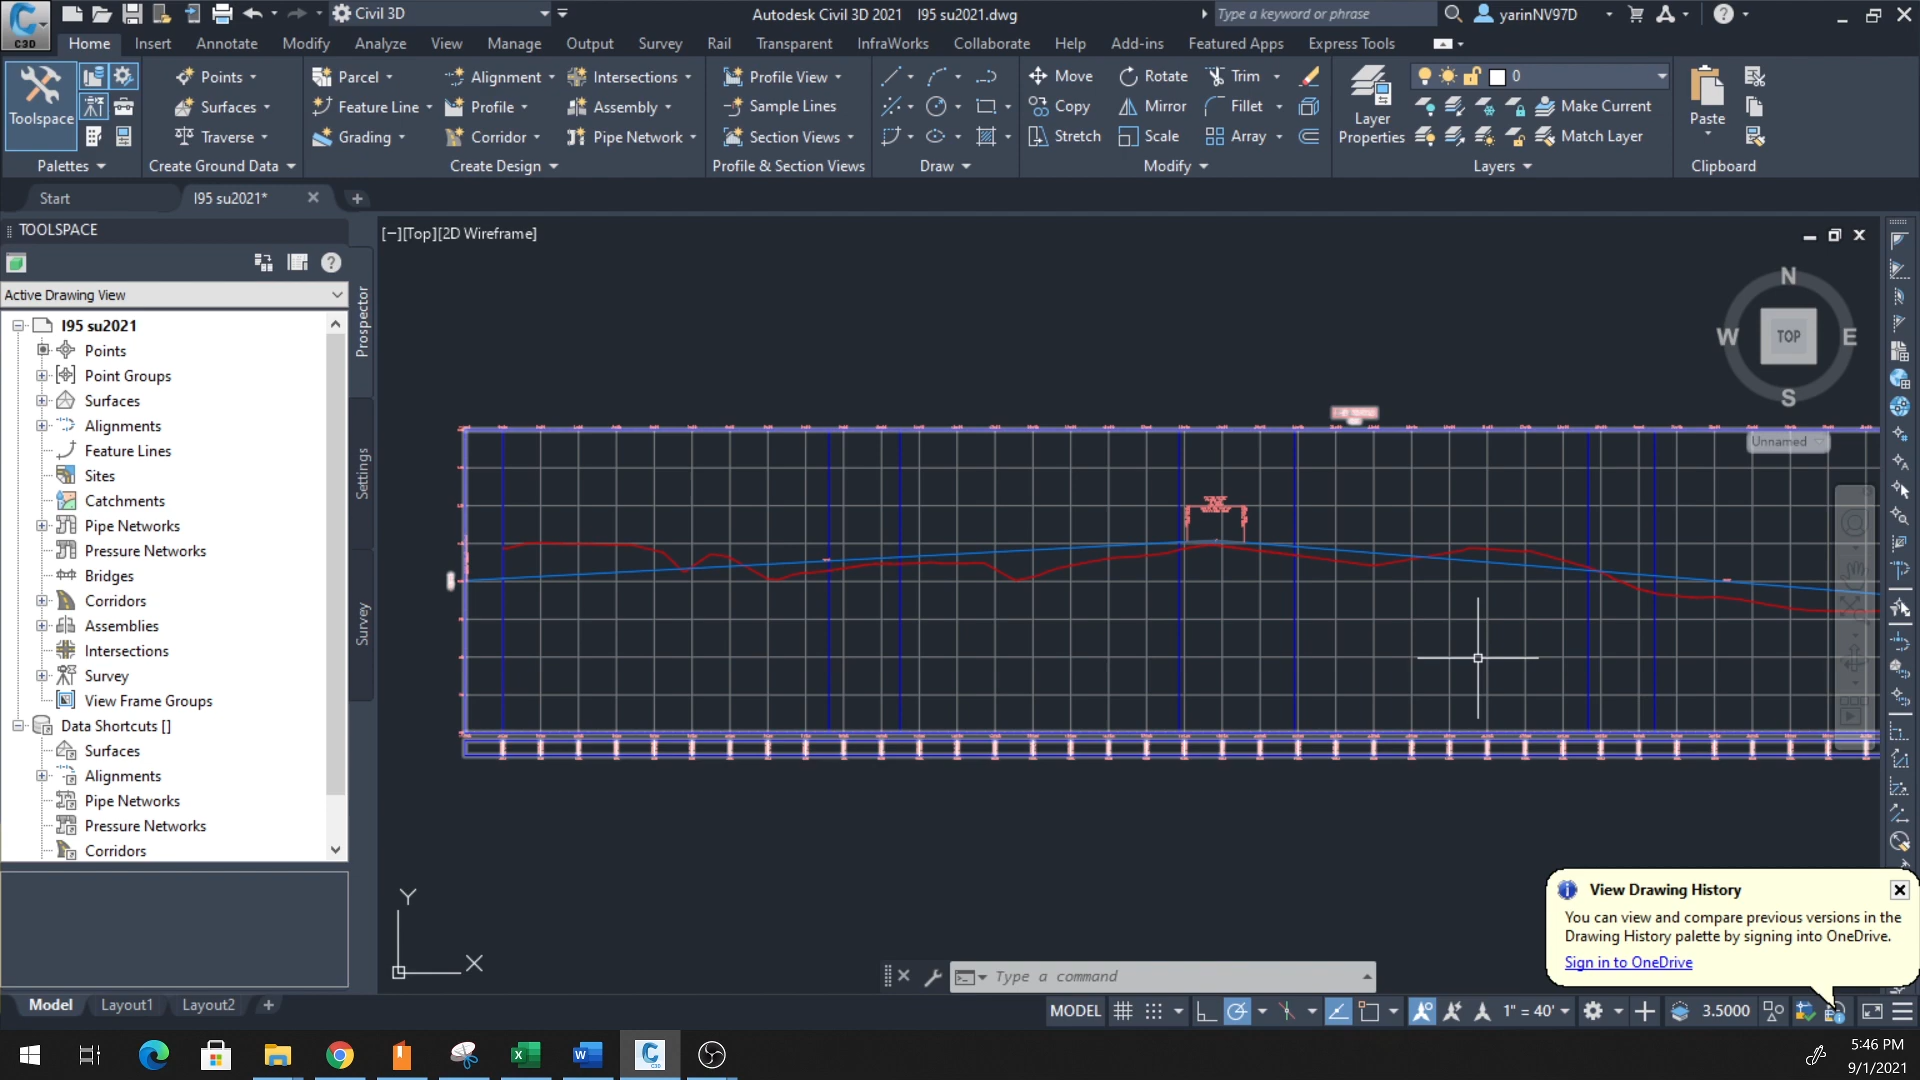 C3D
Civil 3D
Autodesk Civil 3D 2021 I95 su2021.dwg
Type a keyword or phrase
yarinNV97D
Home Insert Annotate Modify Analyze View Manage Output Survey Rail Transparent InfraWorks Collaborate Help Add-ins Featured Apps Express Tools
Toolspace
Palettes
Points
Surfaces
Traverse
Create Ground Data
Parcel
Feature Line
Grading
Alignment
Profile
Corridor
Intersections
Assembly
Pipe Network
Create Design
Profile View
Sample Lines
Section Views
Profile & Section Views
Draw
Move
Copy
Stretch
Rotate
Mirror
Scale
Trim
Fillet
Array
Modify
Layer
Properties
0
Make Current
Match Layer
Layers
Paste
Clipboard
Start
I95 su2021*
TOOLSPACE
Active Drawing View
I95 su2021
Points
Point Groups
Surfaces
Alignments
Feature Lines
Sites
Catchments
Pipe Networks
Pressure Networks
Bridges
Corridors
Assemblies
Intersections
Survey
View Frame Groups
Data Shortcuts []
Surfaces
Alignments
Pipe Networks
Pressure Networks
Corridors
Prospector
Settings
Survey
[−][Top][2D Wireframe]
N
W TOP E
S
Unnamed
Y
X
Type a command
View Drawing History
You can view and compare previous versions in the
Drawing History palette by signing into OneDrive.
Sign in to OneDrive
Model Layout1 Layout2
MODEL
1" = 40'
3.5000
5:46 PM
9/1/2021